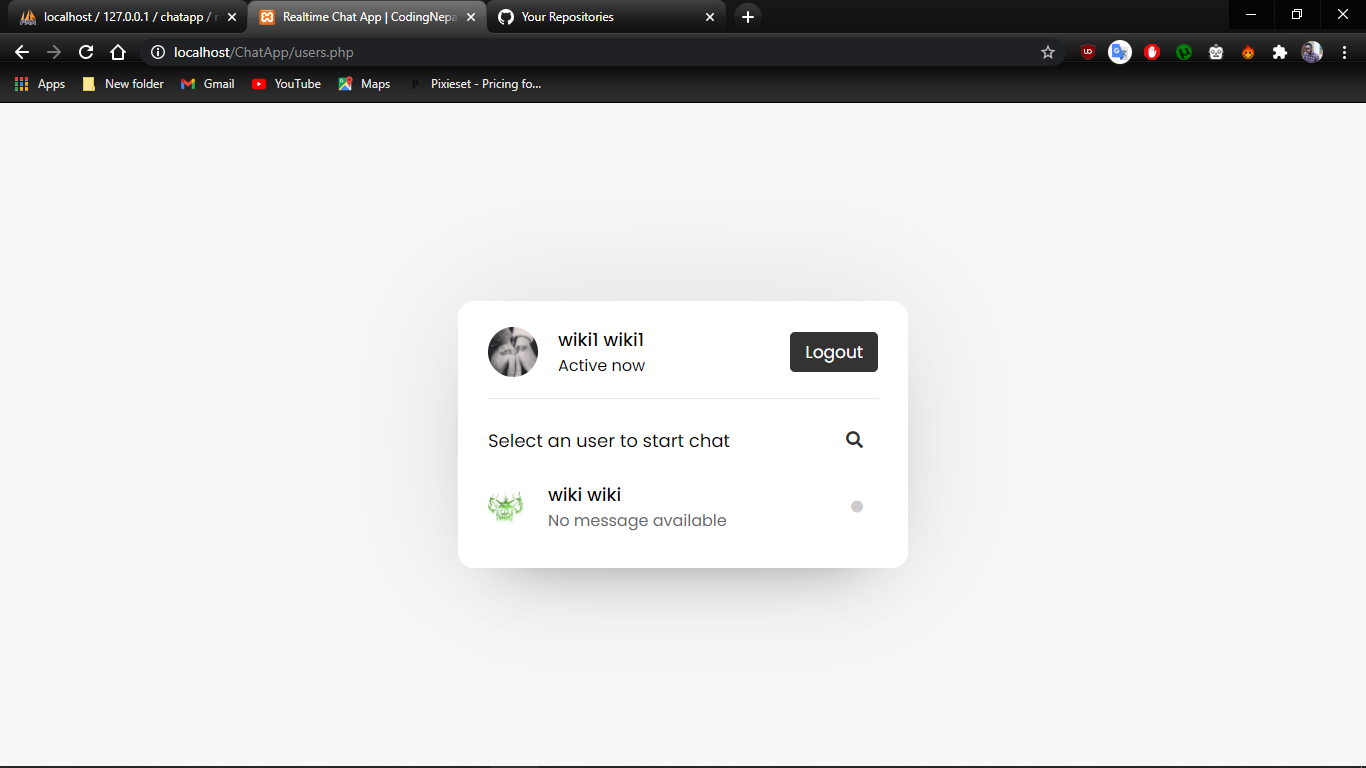 localhost / 127.0.0.1 / chatapp /
Realtime Chat App | CodingNepa
Your Repositories
localhost/ChatApp/users.php
Apps
New folder
Gmail
YouTube
Maps
Pixieset - Pricing fo...
wiki1 wiki1
Active now
Logout
Select an user to start chat
wiki wiki
No message available